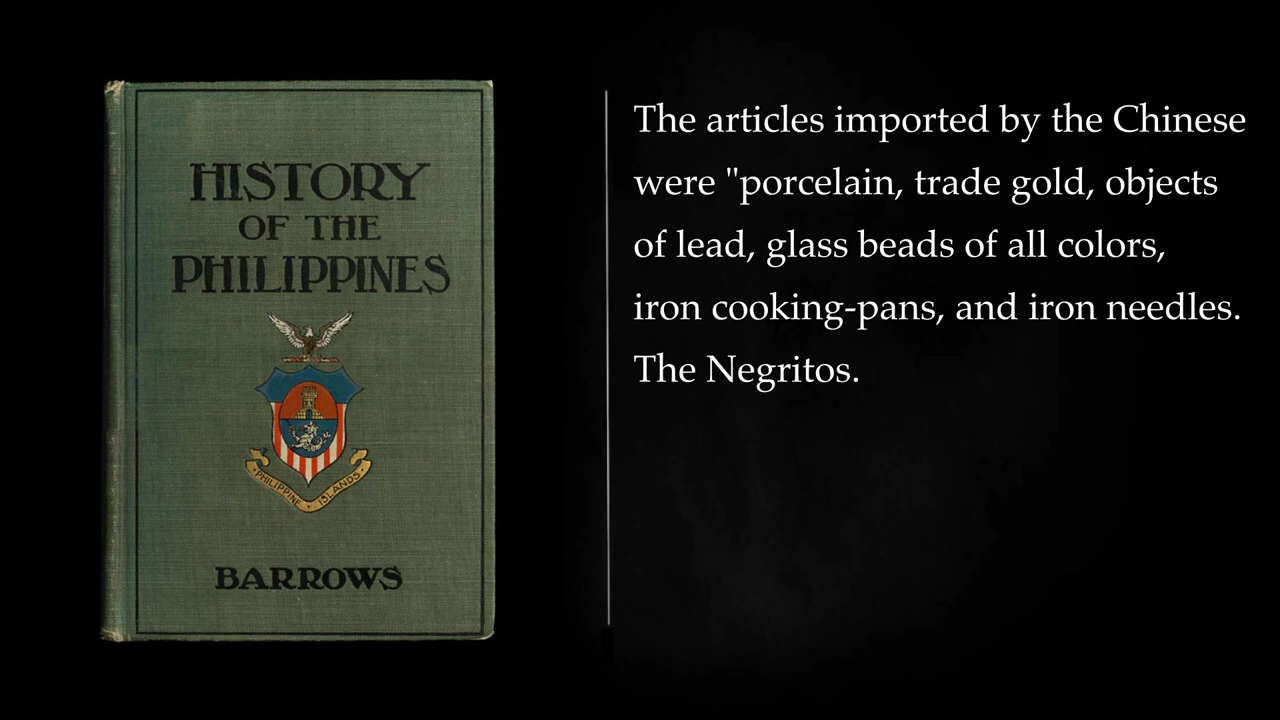 HISTORY
OF THE
PHILIPPINES
PHILIPPINE ISLANDS
BARROWS
The articles imported by the Chinese
were "porcelain, trade gold, objects
of lead, glass beads of all colors,
iron cooking-pans, and iron needles.
The Negritos.